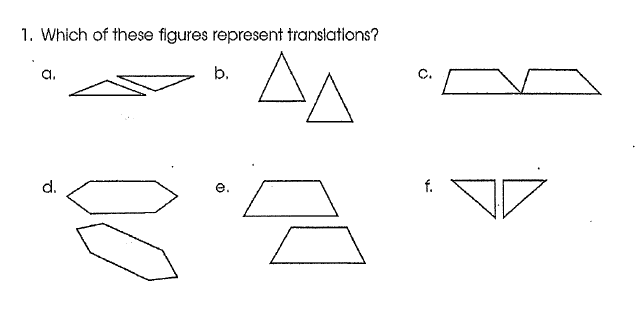 1. Which of these figures represent translations?
a. b. c.
d. e. f.